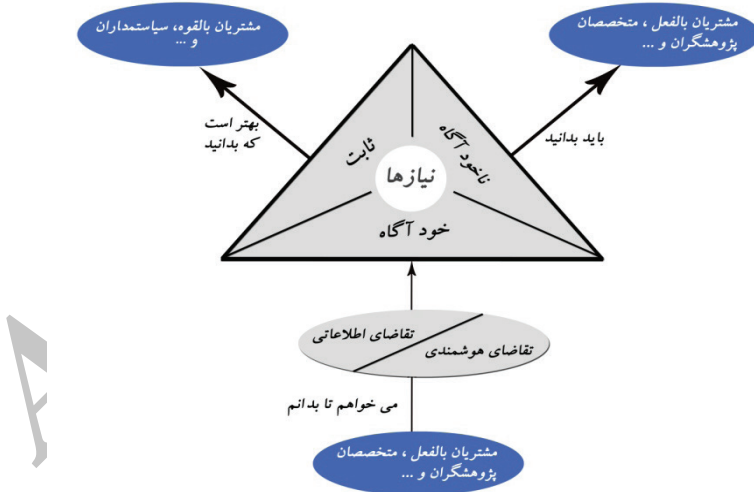 مشتریان بالفعل ، متخصصان
پژوهشگران و ...
مشتریان بالقوه، سیاستمداران
و ...
باید بدانید
بهتر است
که بدانید
ناخود آگاه
ثابت
نیازها
خود آگاه
تقاضای اطلاعاتی
تقاضای هوشمندی
می خواهم تا بدانم
مشتریان بالفعل ، متخصصان
پژوهشگران و ...